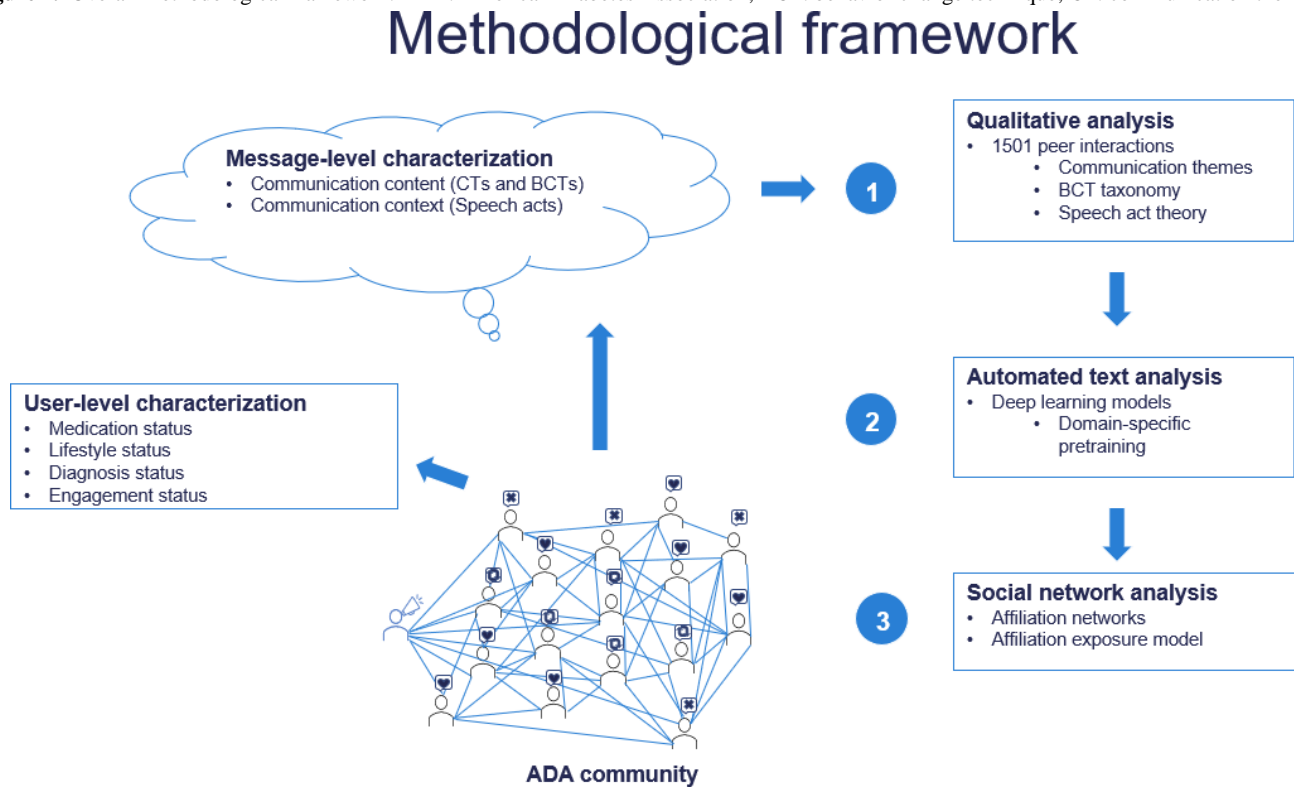 Methodological framework
Message-level characterization
• Communication content (CTs and BCTs)
• Communication context (Speech acts)
1
Qualitative analysis
• 1501 peer interactions
• Communication themes
• BCT taxonomy
• Speech act theory
User-level characterization
• Medication status
• Lifestyle status
• Diagnosis status
• Engagement status
2
Automated text analysis
• Deep learning models
• Domain-specific
pretraining
3
Social network analysis
• Affiliation networks
• Affiliation exposure model
ADA community